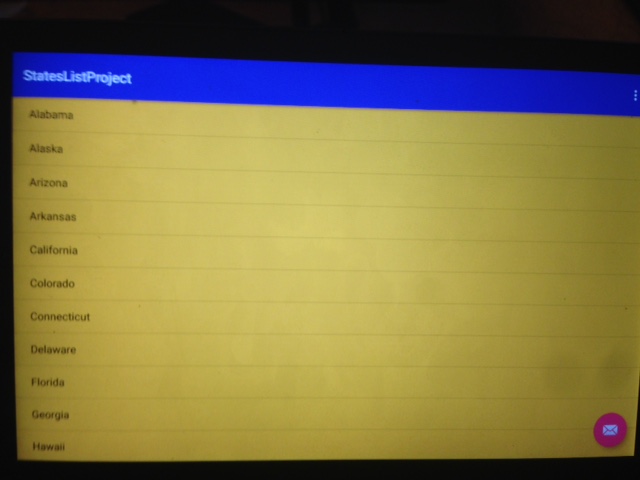 StatesListProject
Alabama
Alaska
Arizona
Arkansas
California
Colorado
Connecticut
Delaware
Florida
Georgia
Hawaii